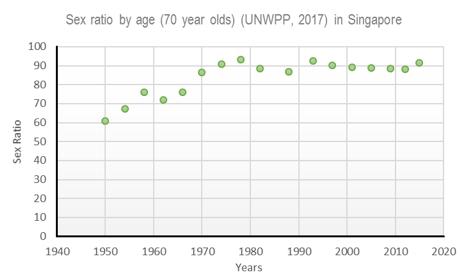 Sex ratio by age (70 year olds) (UNWPP, 2017) in Singapore
100
90
80
70
60
50
40
30
20
10
0
Sex Ratio
1940 1950 1960 1970 1980 1990 2000 2010 2020
Years